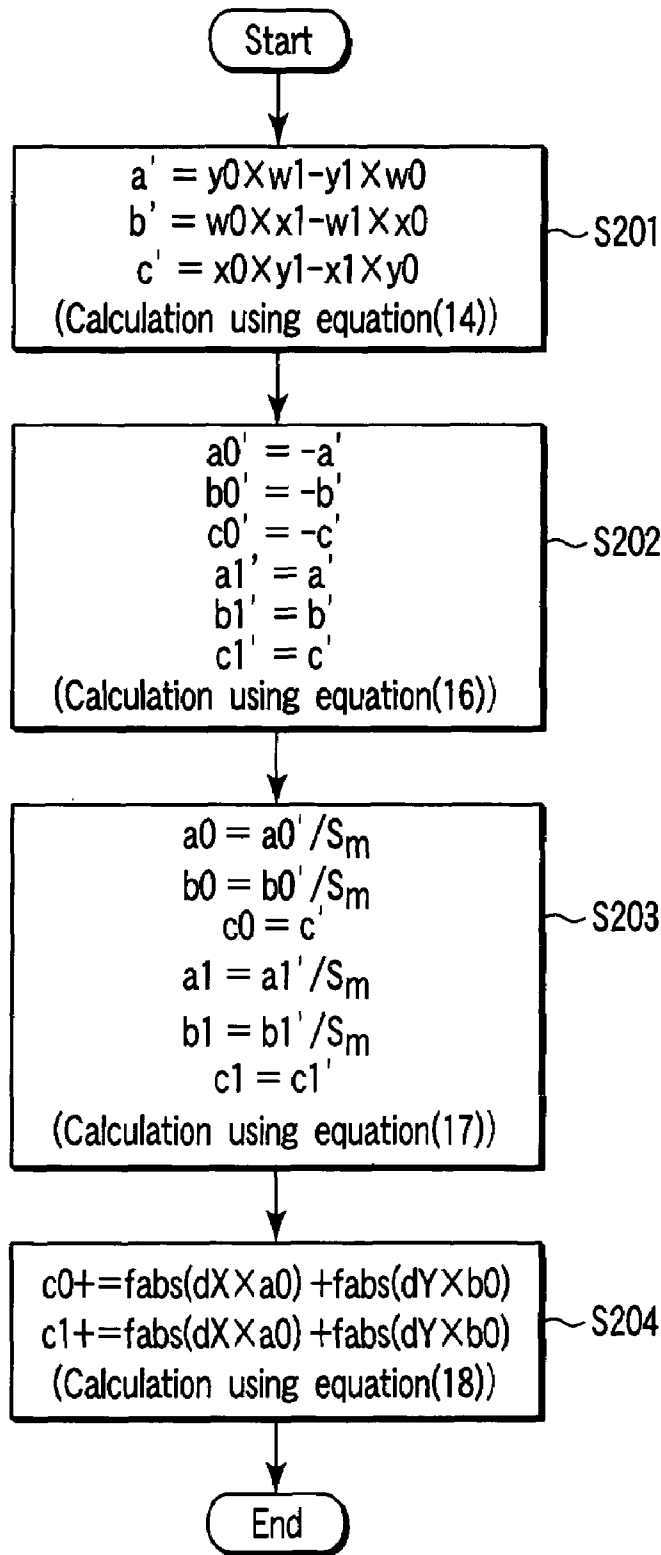 Start
a' = y0×w1-y1×w0
b' = w0×x1-w1×x0
c' = x0×y1-x1×y0
(Calculation using equation(14))
S201
a0' = -a'
b0' = -b'
c0' = -c'
a1' = a'
b1' = b'
c1' = c'
(Calculation using equation(16))
S202
a0 = a0'/Sm
b0 = b0'/Sm
c0 = c'
a1 = a1'/Sm
b1 = b1'/Sm
c1 = c1'
(Calculation using equation(17))
S203
c0+=fabs(dX×a0)+fabs(dY×b0)
c1+=fabs(dX×a0)+fabs(dY×b0)
(Calculation using equation(18))
S204
End